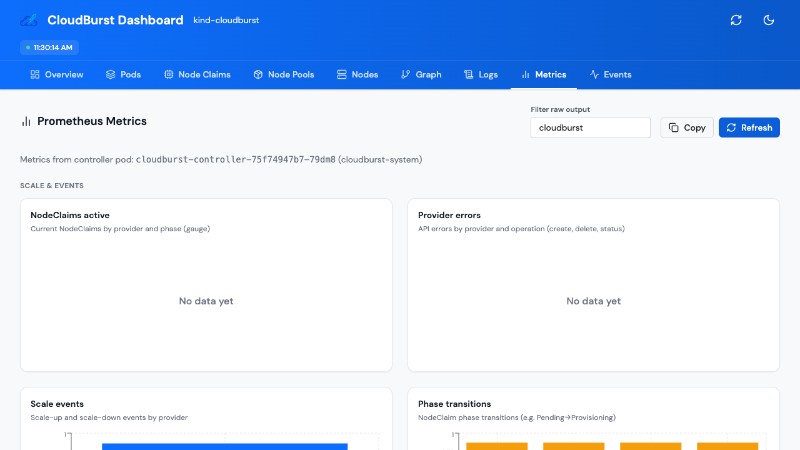 CloudBurst Dashboard kind-cloudburst
11:30:14 AM
Overview Pods Node Claims Node Pools Nodes Graph Logs Metrics Events
Prometheus Metrics
Filter raw output
cloudburst
Copy
Refresh
Metrics from controller pod: cloudburst-controller-75f74947b7-79dm8 (cloudburst-system)
SCALE & EVENTS
NodeClaims active
Current NodeClaims by provider and phase (gauge)
No data yet
Provider errors
API errors by provider and operation (create, delete, status)
No data yet
Scale events
Scale-up and scale-down events by provider
1
Phase transitions
NodeClaim phase transitions (e.g. Pending→Provisioning)
1